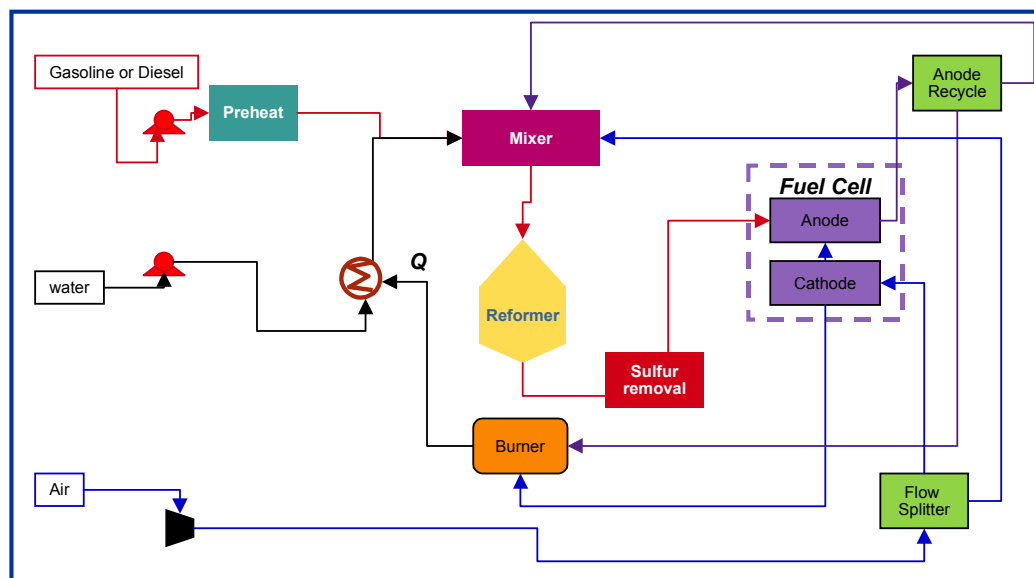 Gasoline or Diesel
Anode
Recycle
Preheat
Mixer
Fuel Cell
Anode
Q
water
Cathode
Reformer
Sulfur
removal
Burner
Air
Flow
Splitter